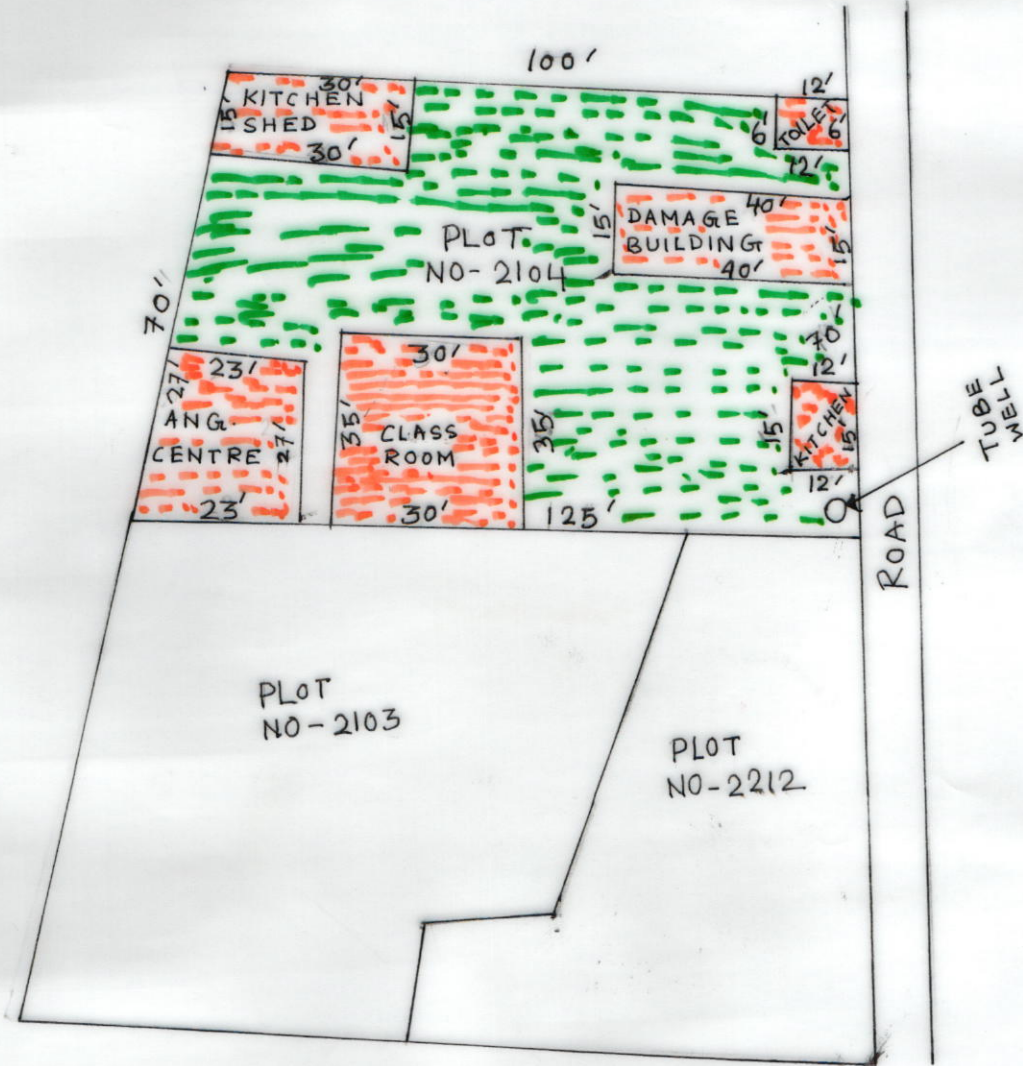 100'
30'
KITCHEN
SHED
15'
15'
30'
12'
6'
TOILET
6'
12'
40'
DAMAGE
BUILDING
15'
15'
40'
PLOT
NO-2104
70'
70'
23'
27'
ANG.
CENTRE
27'
23'
30'
35'
CLASS
ROOM
35'
30'
125'
12'
15'
KITCHEN
15'
12'
TUBE
WELL
ROAD
PLOT
NO-2103
PLOT
NO-2212